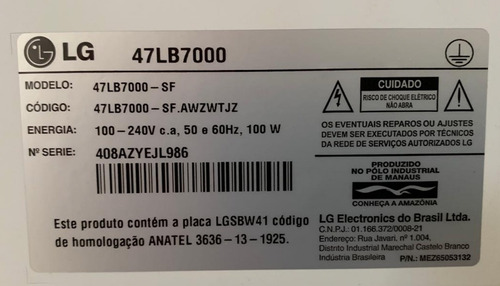 LG 47LB7000
MODELO: 47LB7000-SF
CÓDIGO: 47LB7000-SF.AWZWTJZ
ENERGIA: 100-240V c.a, 50 e 60Hz, 100 W
Nº SERIE: 408AZYEJL986
Este produto contém a placa LGSBW41 código
de homologação ANATEL 3636-13-1925.
CUIDADO
RISCO DE CHOQUE ELÉTRICO
NÃO ABRA
OS EVENTUAIS REPAROS OU AJUSTES
DEVEM SER EXECUTADOS POR TÉCNICOS
DA REDE DE SERVIÇOS AUTORIZADOS LG
PRODUZIDO
NO PÓLO INDUSTRIAL
DE MANAUS
CONHEÇA A AMAZÔNIA
LG Electronics do Brasil Ltda.
C.N.P.J.: 01.166.372/0008-21
Endereço: Rua Javari, nº 1.004,
Distrito Industrial Marechal Castelo Branco
Indústria Brasileira P/N.: MEZ65053132